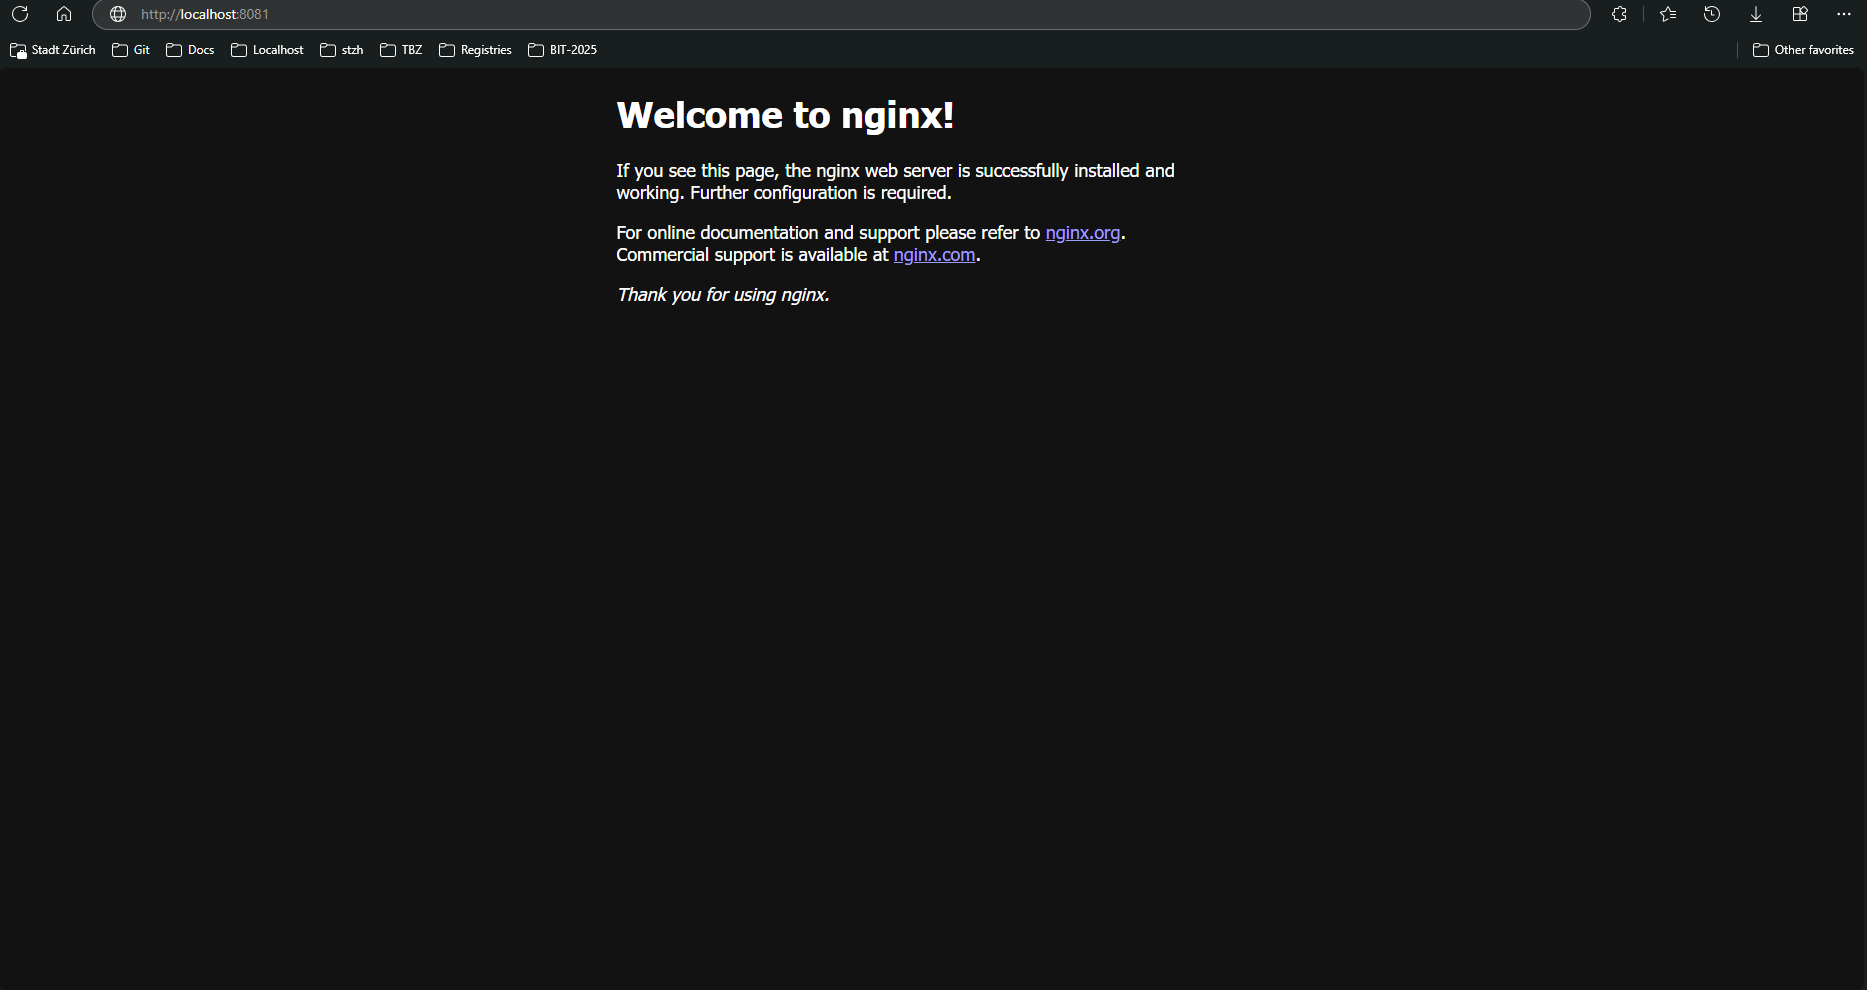 http://localhost:8081
Stadt Zürich Git Docs Localhost stzh TBZ Registries BIT-2025 Other favorites
Welcome to nginx!
If you see this page, the nginx web server is successfully installed and
working. Further configuration is required.
For online documentation and support please refer to nginx.org.
Commercial support is available at nginx.com.
Thank you for using nginx.